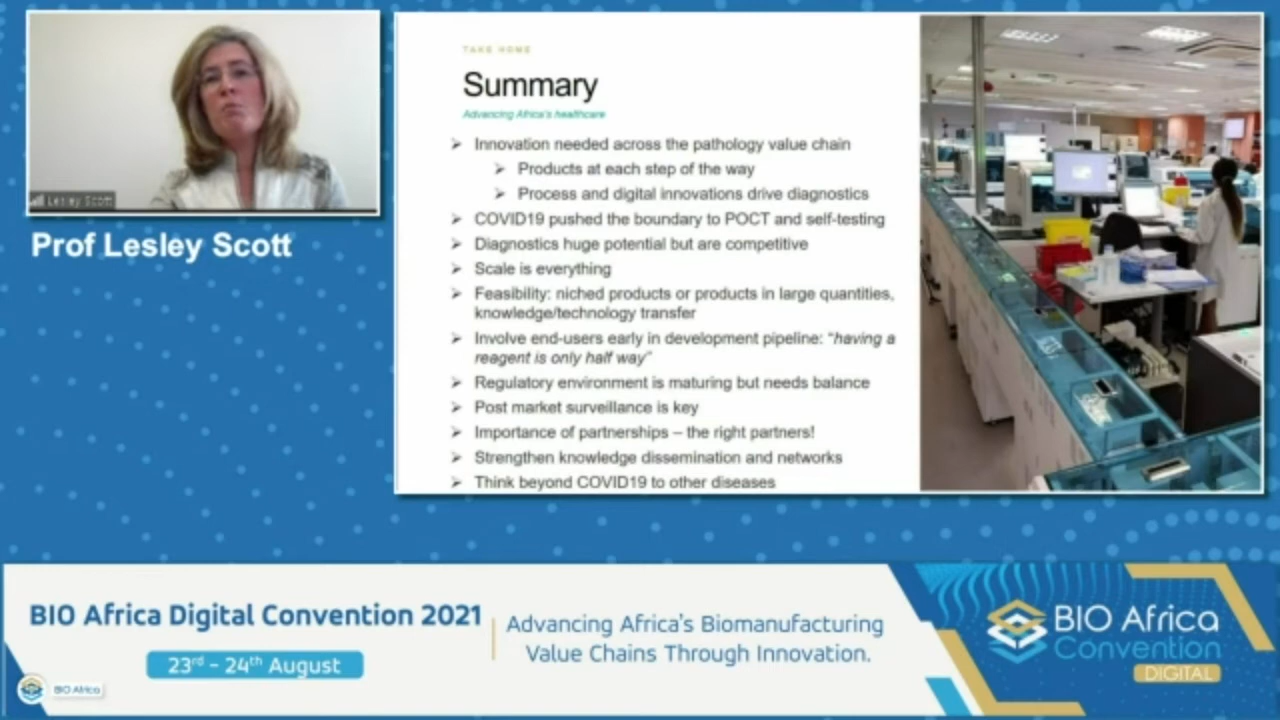 Lesley Scott
Prof Lesley Scott
TAKE HOME
Summary
Advancing Africa's healthcare
Innovation needed across the pathology value chain
Products at each step of the way
Process and digital innovations drive diagnostics
COVID19 pushed the boundary to POCT and self-testing
Diagnostics huge potential but are competitive
Scale is everything
Feasibility: niched products or products in large quantities,
knowledge/technology transfer
Involve end-users early in development pipeline: "having a
reagent is only half way"
Regulatory environment is maturing but needs balance
Post market surveillance is key
Importance of partnerships – the right partners!
Strengthen knowledge dissemination and networks
Think beyond COVID19 to other diseases
BIO Africa Digital Convention 2021
23rd - 24th August
Advancing Africa's Biomanufacturing
Value Chains Through Innovation.
BIO Africa
Convention
DIGITAL
BIO Africa